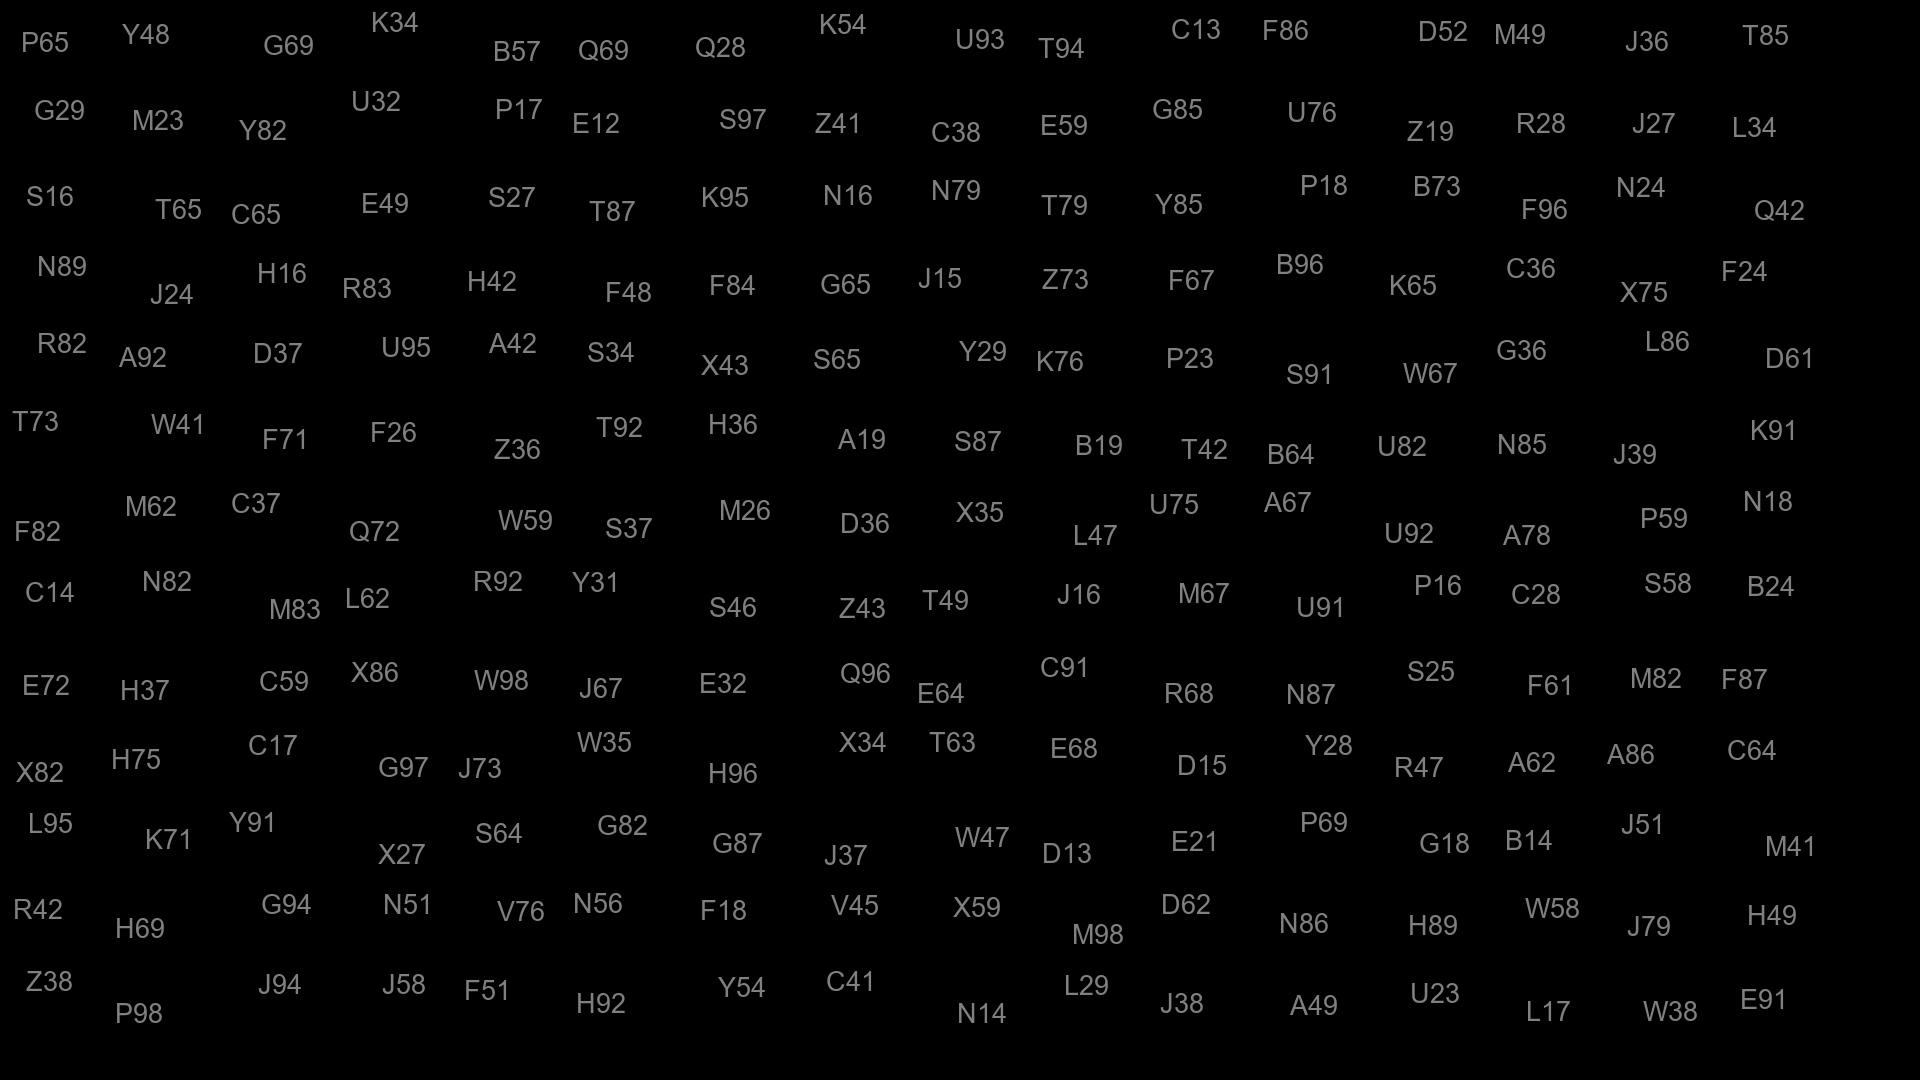 P65 Y48 G69 K34 B57 Q69 Q28 K54 U93 T94 C13 F86 D52 M49 J36 T85
G29 M23 Y82 U32 P17 E12 S97 Z41 C38 E59 G85 U76 Z19 R28 J27 L34
S16 T65 C65 E49 S27 T87 K95 N16 N79 T79 Y85 P18 B73 F96 N24 Q42
N89 J24 H16 R83 H42 F48 F84 G65 J15 Z73 F67 B96 K65 C36 X75 F24
R82 A92 D37 U95 A42 S34 X43 S65 Y29 K76 P23 S91 W67 G36 L86 D61
T73 W41 F71 F26 Z36 T92 H36 A19 S87 B19 T42 B64 U82 N85 J39 K91
F82 M62 C37 Q72 W59 S37 M26 D36 X35 L47 U75 A67 U92 A78 P59 N18
C14 N82 M83 L62 R92 Y31 S46 Z43 T49 J16 M67 U91 P16 C28 S58 B24
E72 H37 C59 X86 W98 J67 E32 Q96 E64 C91 R68 N87 S25 F61 M82 F87
X82 H75 C17 G97 J73 W35 H96 X34 T63 E68 D15 Y28 R47 A62 A86 C64
L95 K71 Y91 X27 S64 G82 G87 J37 W47 D13 E21 P69 G18 B14 J51 M41
R42 H69 G94 N51 V76 N56 F18 V45 X59 M98 D62 N86 H89 W58 J79 H49
Z38 P98 J94 J58 F51 H92 Y54 C41 N14 L29 J38 A49 U23 L17 W38 E91